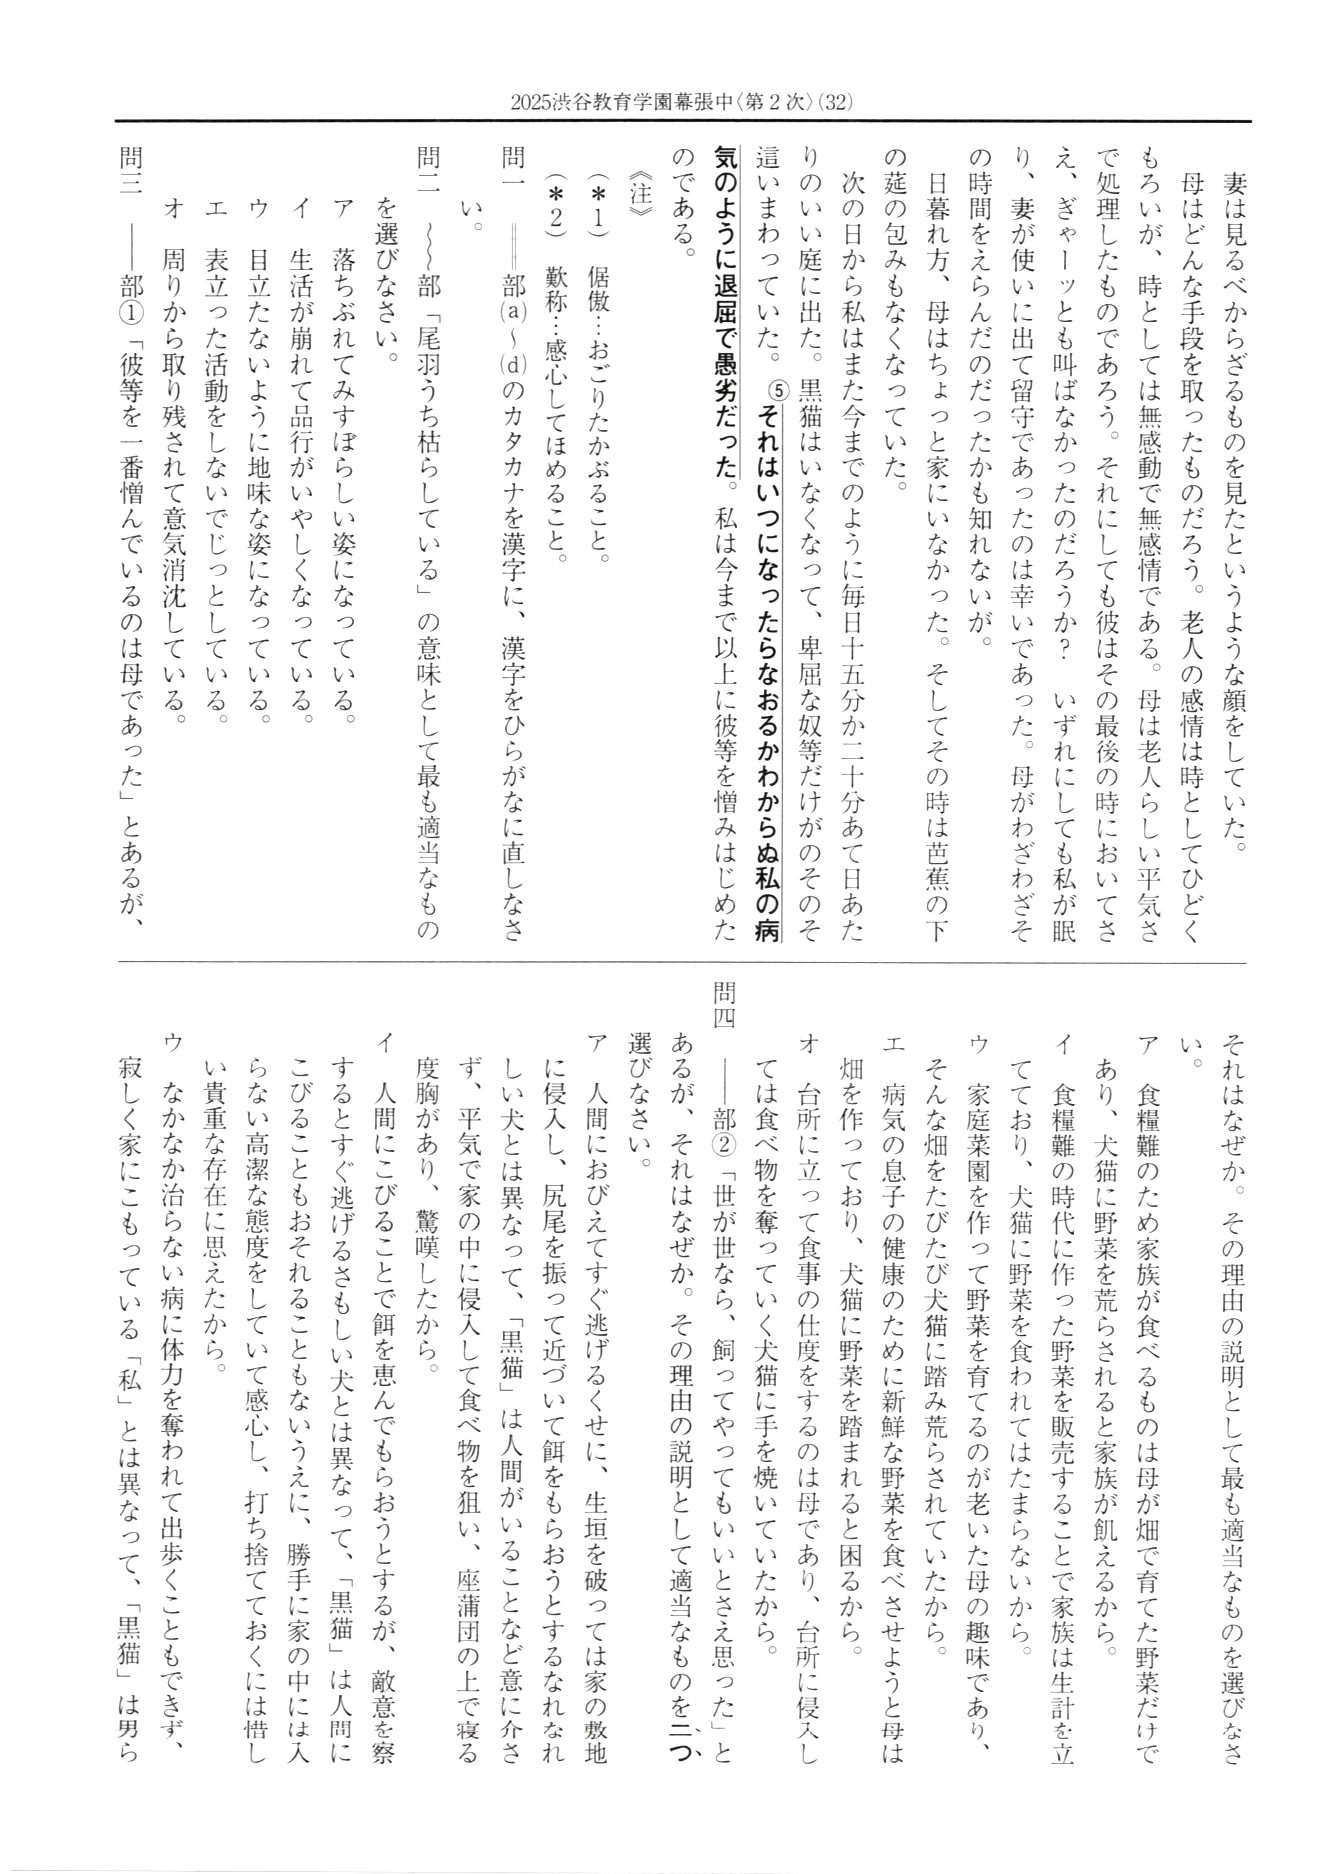 2025渋谷教育学園幕張中〈第2次〉(32)
妻は見るべからざるものを見たというような顔をしていた。
母はどんな手段を取ったものだろう。老人の感情は時としてひどく
もろいが、時としては無感動で無感情である。母は老人らしい平気さ
で処理したものであろう。それにしても彼はその最後の時においてさ
え、ぎゃーッとも叫ばなかったのだろうか？　いずれにしても私が眠
り、妻が使いに出て留守であったのは幸いであった。母がわざわざそ
の時間をえらんだのだったかも知れないが。
日暮れ方、母はちょっと家にいなかった。そしてその時は芭蕉の下
の莚の包みもなくなっていた。
次の日から私はまた今までのように毎日十五分か二十分あて日あた
りのいい庭に出た。黒猫はいなくなって、卑屈な奴等だけがのそのそ
這いまわっていた。⑤それはいつになったらなおるかわからぬ私の病
気のように退屈で愚劣だった。私は今まで以上に彼等を憎みはじめた
のである。
《注》
（＊1）　倨傲…おごりたかぶること。
（＊2）　歎称…感心してほめること。
問一　＝＝部(a)～(d)のカタカナを漢字に、漢字をひらがなに直しなさ
い。
問二　～～部「尾羽うち枯らしている」の意味として最も適当なもの
を選びなさい。
ア　落ちぶれてみすぼらしい姿になっている。
イ　生活が崩れて品行がいやしくなっている。
ウ　目立たないように地味な姿になっている。
エ　表立った活動をしないでじっとしている。
オ　周りから取り残されて意気消沈している。
問三　――部①「彼等を一番憎んでいるのは母であった」とあるが、
それはなぜか。その理由の説明として最も適当なものを選びなさ
い。
ア　食糧難のため家族が食べるものは母が畑で育てた野菜だけで
あり、犬猫に野菜を荒らされると家族が飢えるから。
イ　食糧難の時代に作った野菜を販売することで家族は生計を立
てており、犬猫に野菜を食われてはたまらないから。
ウ　家庭菜園を作って野菜を育てるのが老いた母の趣味であり、
そんな畑をたびたび犬猫に踏み荒らされていたから。
エ　病気の息子の健康のために新鮮な野菜を食べさせようと母は
畑を作っており、犬猫に野菜を踏まれると困るから。
オ　台所に立って食事の仕度をするのは母であり、台所に侵入し
ては食べ物を奪っていく犬猫に手を焼いていたから。
問四　――部②「世が世なら、飼ってやってもいいとさえ思った」と
あるが、それはなぜか。その理由の説明として適当なものを二つ、
選びなさい。
ア　人間におびえてすぐ逃げるくせに、生垣を破っては家の敷地
に侵入し、尻尾を振って近づいて餌をもらおうとするなれなれ
しい犬とは異なって、「黒猫」は人間がいることなど意に介さ
ず、平気で家の中に侵入して食べ物を狙い、座蒲団の上で寝る
度胸があり、驚嘆したから。
イ　人間にこびることで餌を恵んでもらおうとするが、敵意を察
するとすぐ逃げるさもしい犬とは異なって、「黒猫」は人間に
こびることもおそれることもないうえに、勝手に家の中には入
らない高潔な態度をしていて感心し、打ち捨てておくには惜し
い貴重な存在に思えたから。
ウ　なかなか治らない病に体力を奪われて出歩くこともできず、
寂しく家にこもっている「私」とは異なって、「黒猫」は男ら